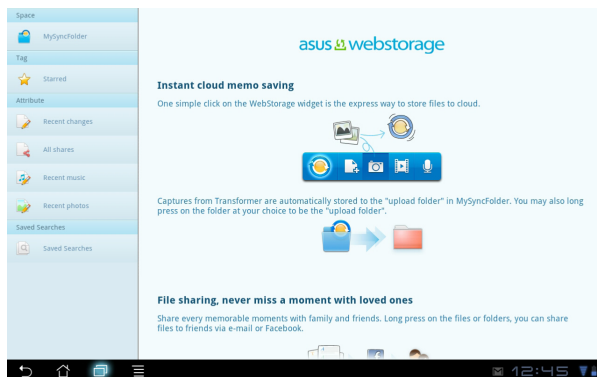 Space
MySyncFolder
Tag
Starred
Attribute
Recent changes
All shares
Recent music
Recent photos
Saved Searches
Saved Searches
asus webstorage
Instant cloud memo saving
One simple click on the WebStorage widget is the express way to store files to cloud.
Captures from Transformer are automatically stored to the "upload folder" in MySyncFolder. You may also long
press on the folder at your choice to be the "upload folder".
File sharing, never miss a moment with loved ones
Share every memorable moments with family and friends. Long press on the files or folders, you can share
files to friends via e-mail or Facebook.
12:45